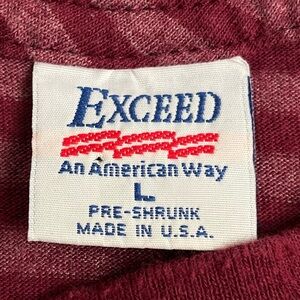 EXCEED
An American Way
L
PRE-SHRUNK
MADE IN U.S.A.